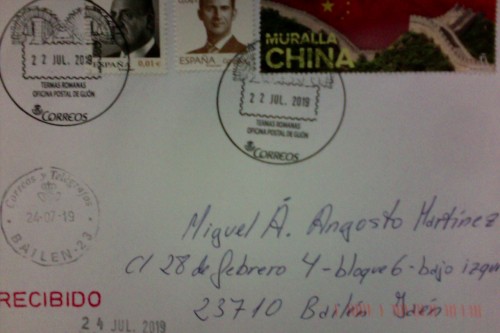 22 JUL. 2019
TERMAS ROMANAS
OFICINA POSTAL DE GIJÓN
CORREOS
ESPAÑA 0,01€
ESPAÑA
MURALLA
CHINA
22 JUL. 2019
TERMAS ROMANAS
OFICINA POSTAL DE GIJÓN
CORREOS
Correos y Telégrafos
24-07-19
BAILEN-23
Miguel Á. Angosto Martínez
C/ 28 de febrero 4-bloque 6-bajo izqu
23710 Bailén Jaén
RECIBIDO
24 JUL. 2019